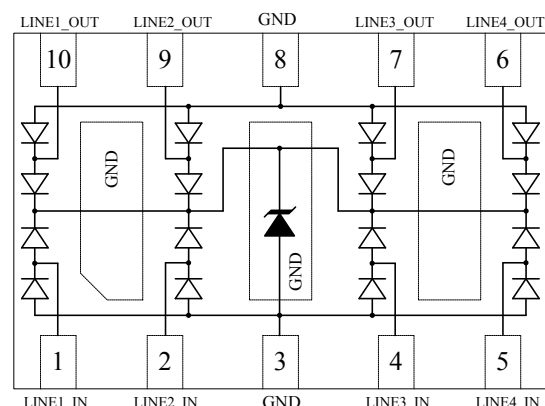 LINE1_OUT LINE2_OUT GND LINE3_OUT LINE4_OUT
10 9 8 7 6
GND GND GND
1 2 3 4 5
LINE1_IN LINE2_IN GND LINE3_IN LINE4_IN